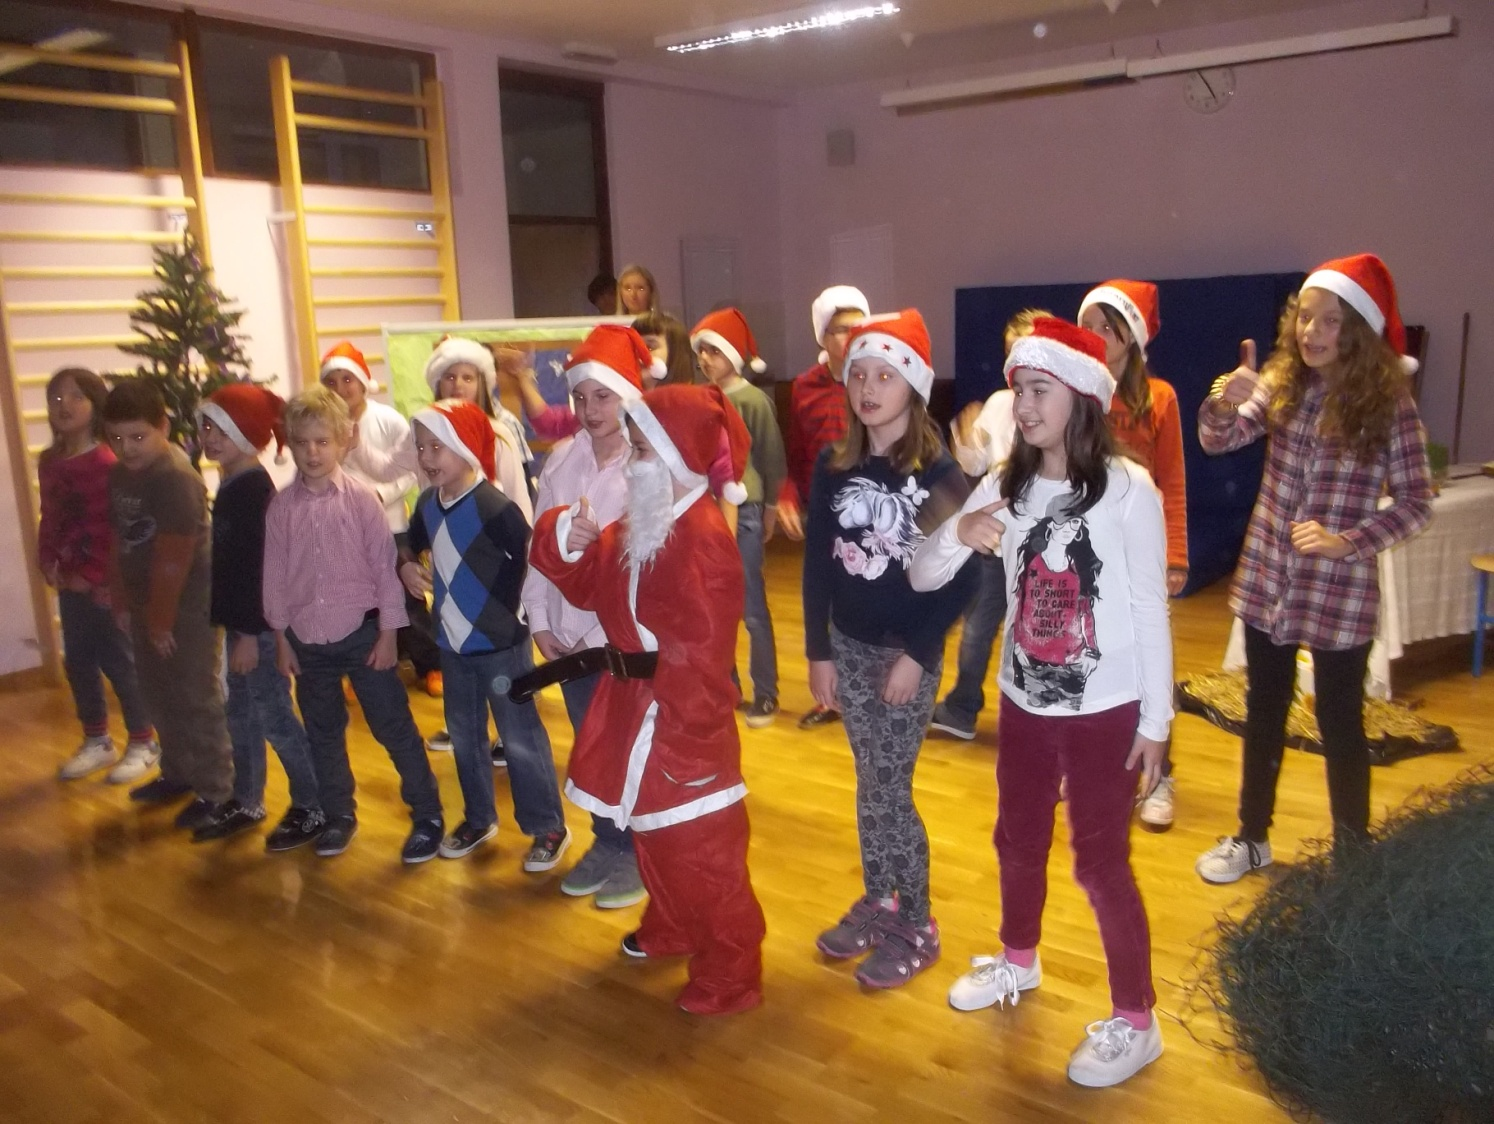 LIFE IS
TO SHORT
TO CARE
ABOUT
SILLY
THINGS